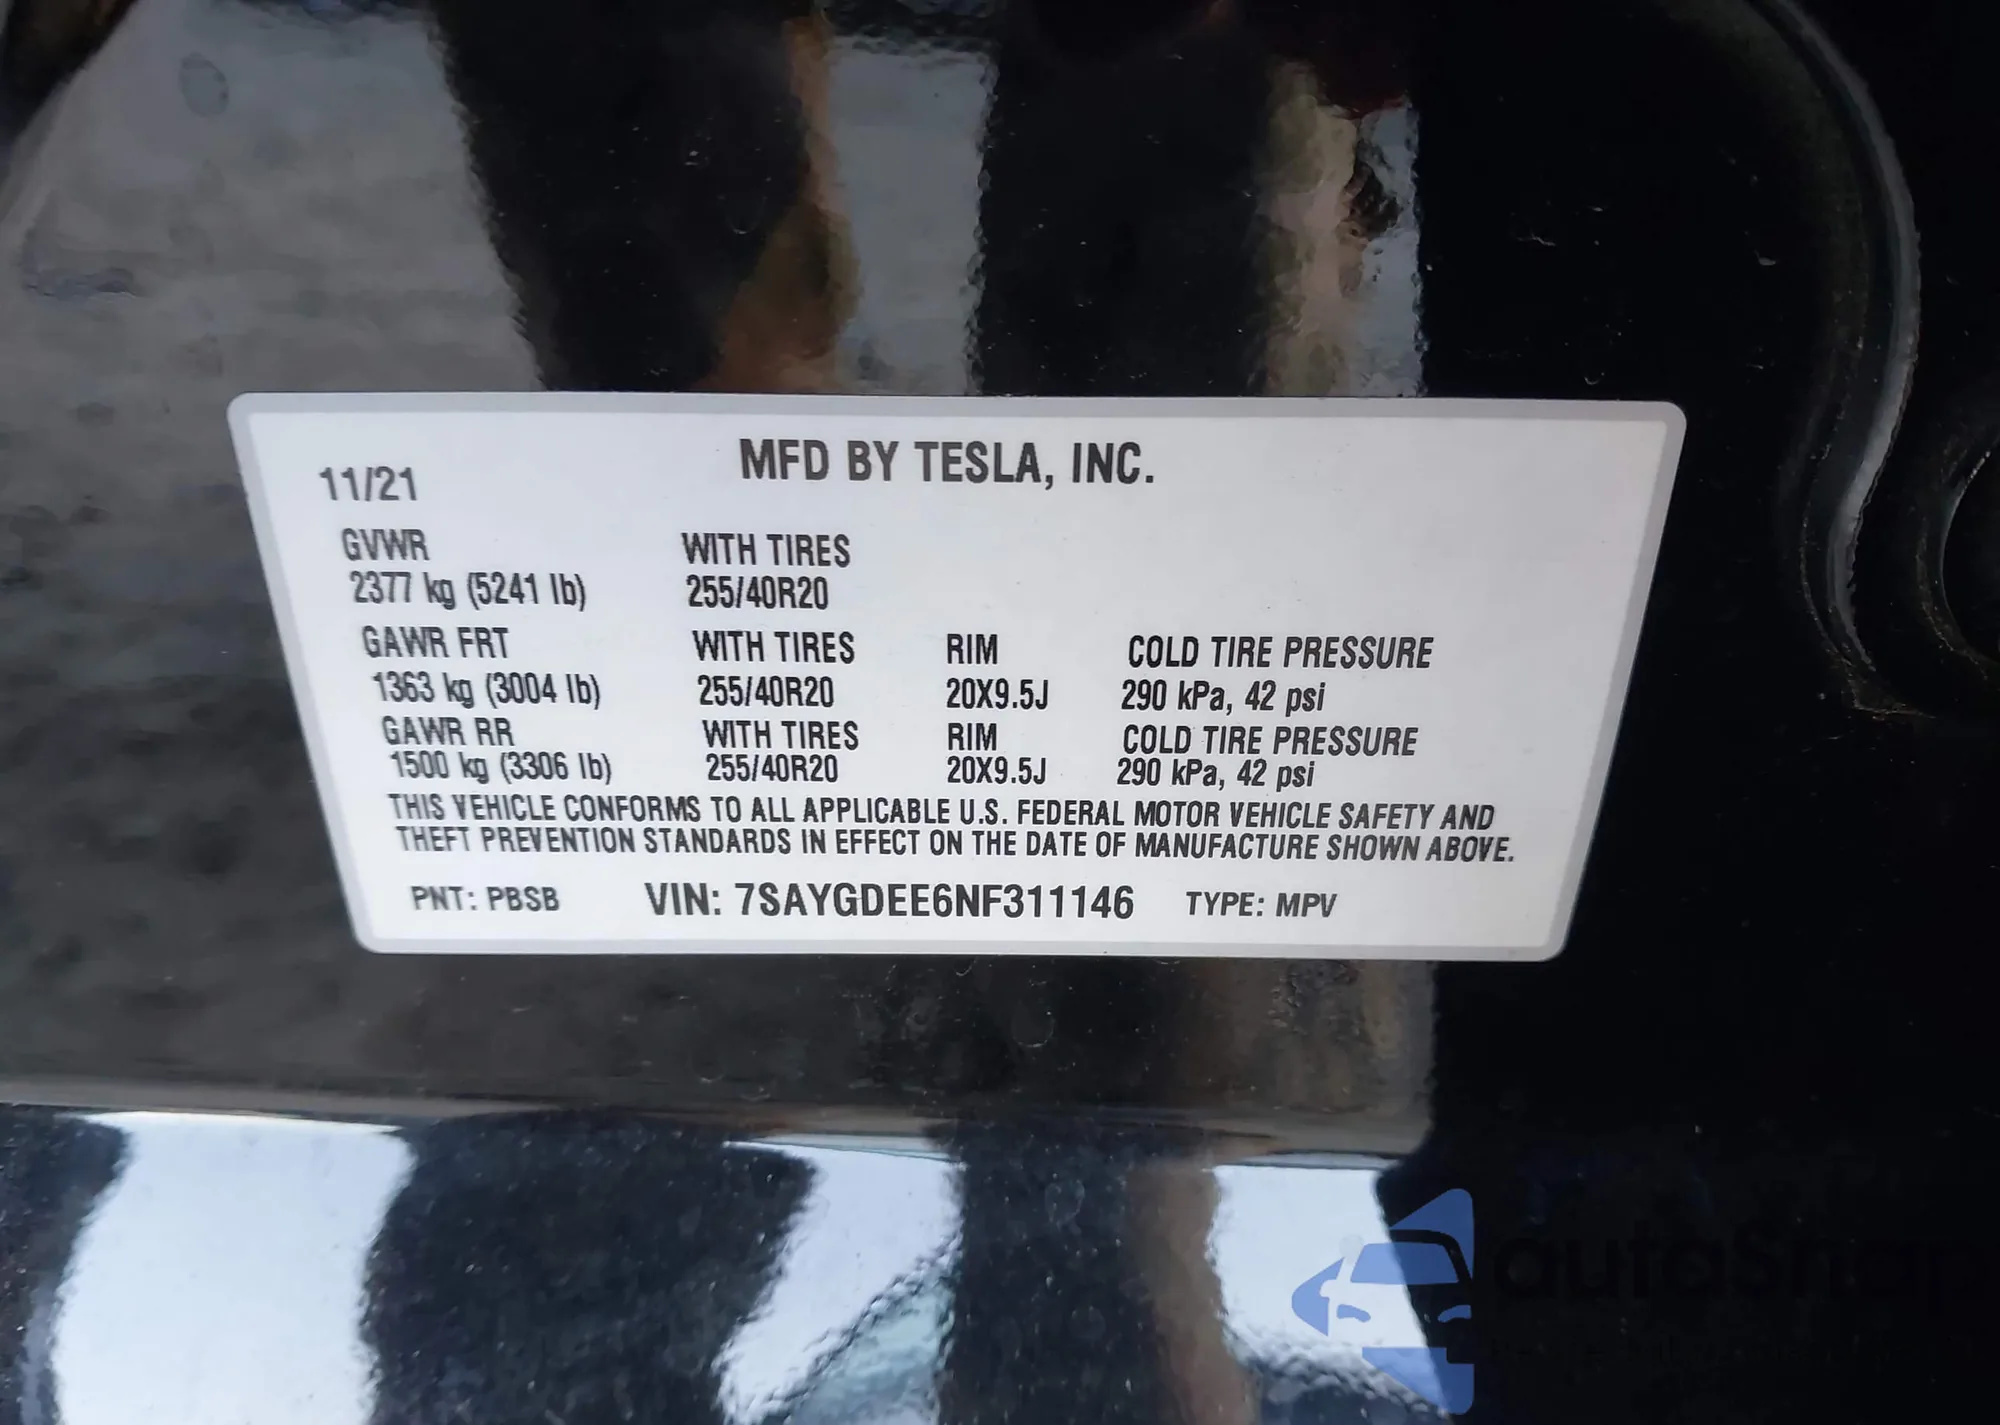 MFD BY TESLA, INC.
11/21
GVWR WITH TIRES
2377 kg (5241 lb) 255/40R20
GAWR FRT WITH TIRES RIM COLD TIRE PRESSURE
1363 kg (3004 lb) 255/40R20 20X9.5J 290 kPa, 42 psi
GAWR RR WITH TIRES RIM COLD TIRE PRESSURE
1500 kg (3306 lb) 255/40R20 20X9.5J 290 kPa, 42 psi
THIS VEHICLE CONFORMS TO ALL APPLICABLE U.S. FEDERAL MOTOR VEHICLE SAFETY AND
THEFT PREVENTION STANDARDS IN EFFECT ON THE DATE OF MANUFACTURE SHOWN ABOVE.
PNT: PBSB VIN: 7SAYGDEE6NF311146 TYPE: MPV